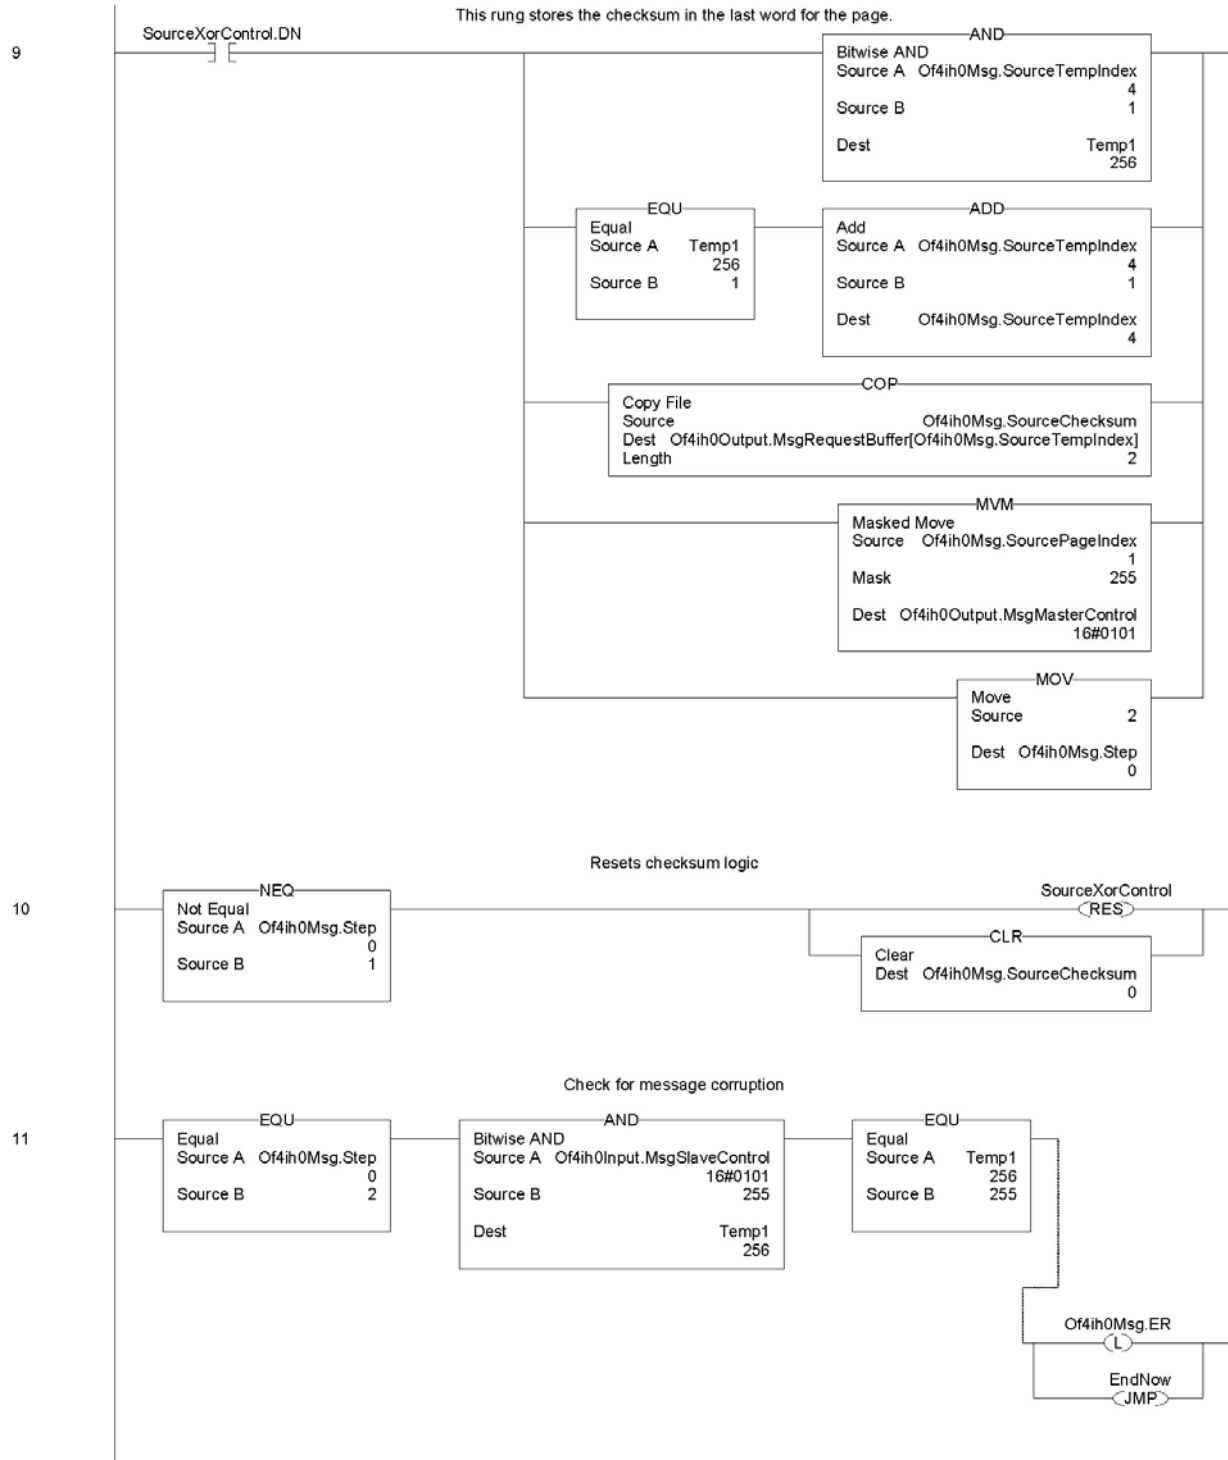 This rung stores the checksum in the last word for the page.
9
SourceXorControl.DN
AND
Bitwise AND
Source A Of4ih0Msg.SourceTempIndex
4
Source B 1
Dest Temp1
256
EQU
Equal
Source A Temp1
256
Source B 1
ADD
Add
Source A Of4ih0Msg.SourceTempIndex
4
Source B 1
Dest Of4ih0Msg.SourceTempIndex
4
COP
Copy File
Source Of4ih0Msg.SourceChecksum
Dest Of4ih0Output.MsgRequestBuffer[Of4ih0Msg.SourceTempIndex]
Length 2
MVM
Masked Move
Source Of4ih0Msg.SourcePageIndex
1
Mask 255
Dest Of4ih0Output.MsgMasterControl
16#0101
MOV
Move
Source 2
Dest Of4ih0Msg.Step
0
Resets checksum logic
10
NEQ
Not Equal
Source A Of4ih0Msg.Step
0
Source B 1
SourceXorControl
RES
CLR
Clear
Dest Of4ih0Msg.SourceChecksum
0
Check for message corruption
11
EQU
Equal
Source A Of4ih0Msg.Step
0
Source B 2
AND
Bitwise AND
Source A Of4ih0Input.MsgSlaveControl
16#0101
Source B 255
Dest Temp1
256
EQU
Equal
Source A Temp1
256
Source B 255
Of4ih0Msg.ER
L
EndNow
JMP